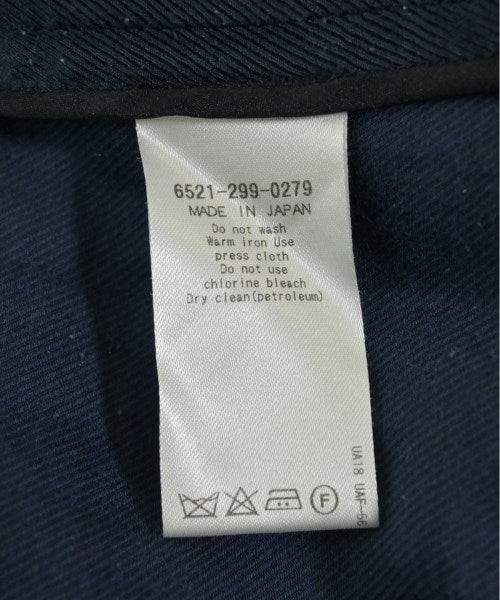 6521-299-0279
MADE IN JAPAN
Do not wash
Warm iron Use
press cloth
Do not use
chlorine bleach
Dry clean(petroleum)
F
UA18 UAF-56